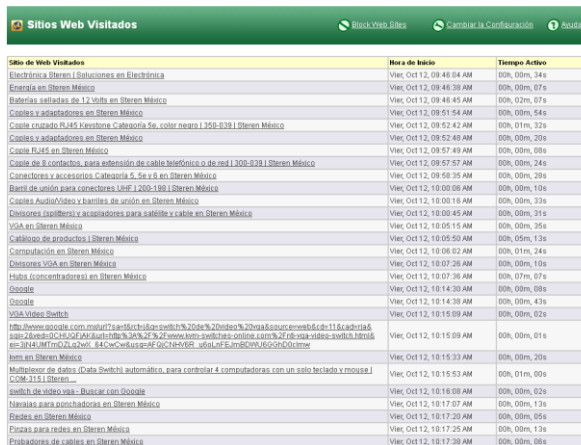 Sitios Web Visitados
Block Web Sites
Cambiar la Configuración
Ayuda
Sitio de Web Visitados Hora de Inicio Tiempo Activo
Electrónica Steren | Soluciones en Electrónica Vier, Oct 12, 09:46:04 AM 00h, 00m, 34s
Energía en Steren México Vier, Oct 12, 09:46:38 AM 00h, 00m, 07s
Baterías selladas de 12 Volts en Steren México Vier, Oct 12, 09:46:45 AM 00h, 02m, 07s
Coples y adaptadores en Steren México Vier, Oct 12, 09:51:54 AM 00h, 00m, 54s
Cople cruzado RJ45 Keystone Categoría 5e, color negro | 350-039 | Steren México Vier, Oct 12, 09:52:42 AM 00h, 01m, 32s
Coples y adaptadores en Steren México Vier, Oct 12, 09:52:48 AM 00h, 00m, 20s
Cople RJ45 en Steren México Vier, Oct 12, 09:57:49 AM 00h, 00m, 08s
Cople de 8 contactos, para extensión de cable telefónico o de red | 300-039 | Steren México Vier, Oct 12, 09:57:57 AM 00h, 00m, 24s
Conectores y accesorios Categoría 5, 5e y 6 en Steren México Vier, Oct 12, 09:58:35 AM 00h, 00m, 28s
Barril de unión para conectores UHF | 200-198 | Steren México Vier, Oct 12, 10:00:06 AM 00h, 00m, 10s
Coples Audio/Video y barriles de unión en Steren México Vier, Oct 12, 10:00:16 AM 00h, 00m, 33s
Divisores (splitters) y acopladores para satélite y cable en Steren México Vier, Oct 12, 10:00:45 AM 00h, 00m, 31s
VGA en Steren México Vier, Oct 12, 10:05:15 AM 00h, 00m, 35s
Catálogo de productos | Steren México Vier, Oct 12, 10:05:50 AM 00h, 05m, 13s
Computación en Steren México Vier, Oct 12, 10:06:02 AM 00h, 01m, 24s
Divisores VGA en Steren México Vier, Oct 12, 10:07:26 AM 00h, 00m, 10s
Hubs (concentradores) en Steren México Vier, Oct 12, 10:07:36 AM 00h, 07m, 07s
Google Vier, Oct 12, 10:14:30 AM 00h, 00m, 08s
Google Vier, Oct 12, 10:14:38 AM 00h, 00m, 43s
VGA Video Switch Vier, Oct 12, 10:15:09 AM 00h, 00m, 02s
Vier, Oct 12, 10:15:09 AM 00h, 00m, 01s
kvm en Steren México Vier, Oct 12, 10:15:33 AM 00h, 00m, 20s
Multiplexor de datos (Data Switch) automático, para controlar 4 computadoras con un solo teclado y mouse |
COM-315 | Steren ... Vier, Oct 12, 10:15:53 AM 00h, 01m, 00s
switch de video vga - Buscar con Google Vier, Oct 12, 10:16:08 AM 00h, 00m, 02s
Navajas para ponchadoras en Steren México Vier, Oct 12, 10:17:07 AM 00h, 00m, 13s
Redes en Steren México Vier, Oct 12, 10:17:20 AM 00h, 00m, 05s
Pinzas para redes en Steren México Vier, Oct 12, 10:17:25 AM 00h, 00m, 13s
Probadores de cables en Steren México Vier, Oct 12, 10:17:38 AM 00h, 00m, 06s